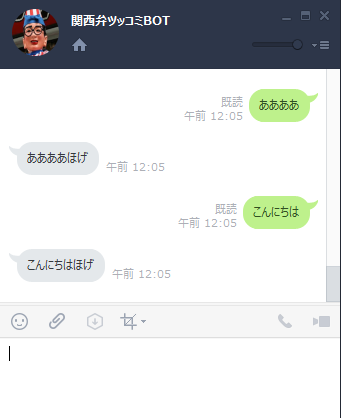 関西弁ツッコミBOT
既読
午前 12:05
ああああ
ああああほげ
午前 12:05
既読
午前 12:05
こんにちは
こんにちはほげ
午前 12:05